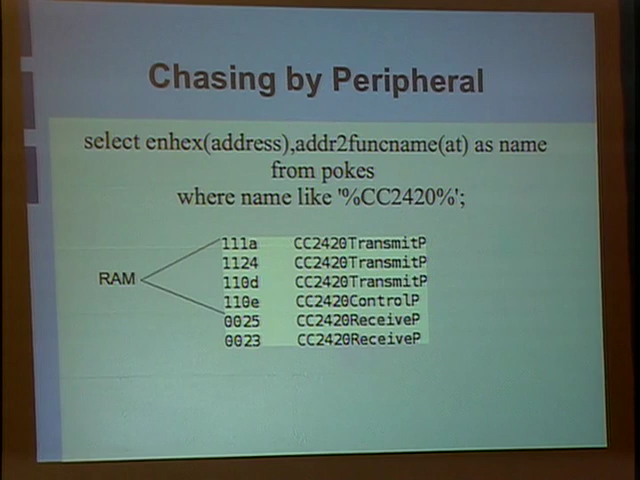 Chasing by Peripheral
select enhex(address),addr2funcname(at) as name
from pokes
where name like '%CC2420%';
RAM
111a CC2420TransmitP
1124 CC2420TransmitP
110d CC2420TransmitP
110e CC2420ControlP
0025 CC2420ReceiveP
0023 CC2420ReceiveP